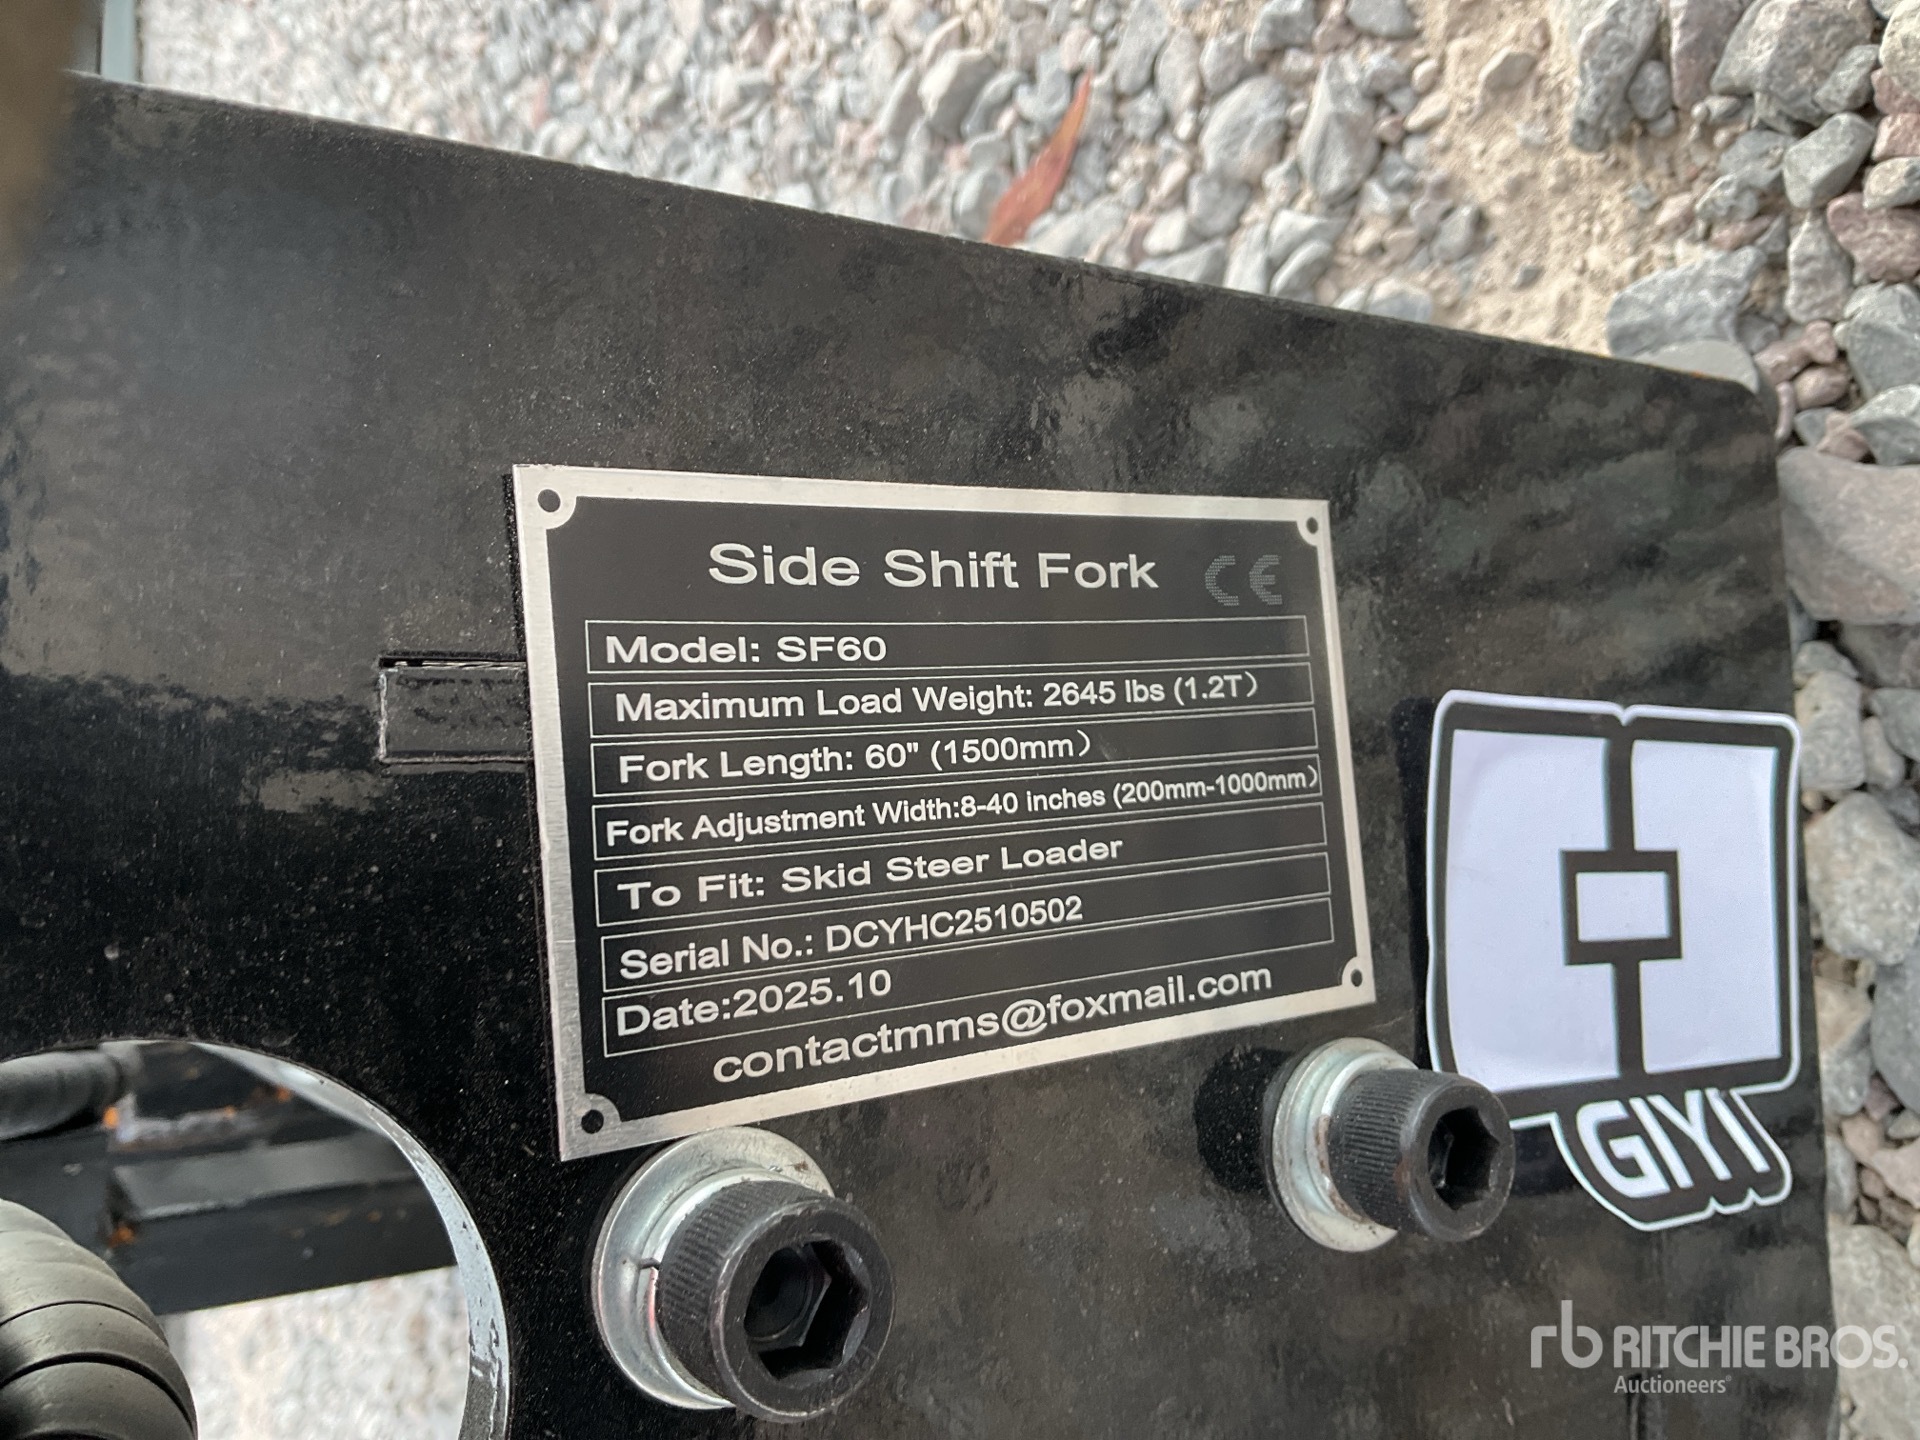 Side Shift Fork CE
Model: SF60
Maximum Load Weight: 2645 lbs (1.2T)
Fork Length: 60" (1500mm)
Fork Adjustment Width:8-40 inches (200mm-1000mm)
To Fit: Skid Steer Loader
Serial No.: DCYHC2510502
Date:2025.10
contactmms@foxmail.com
GIYI
rb RITCHIE BROS.
Auctioneers